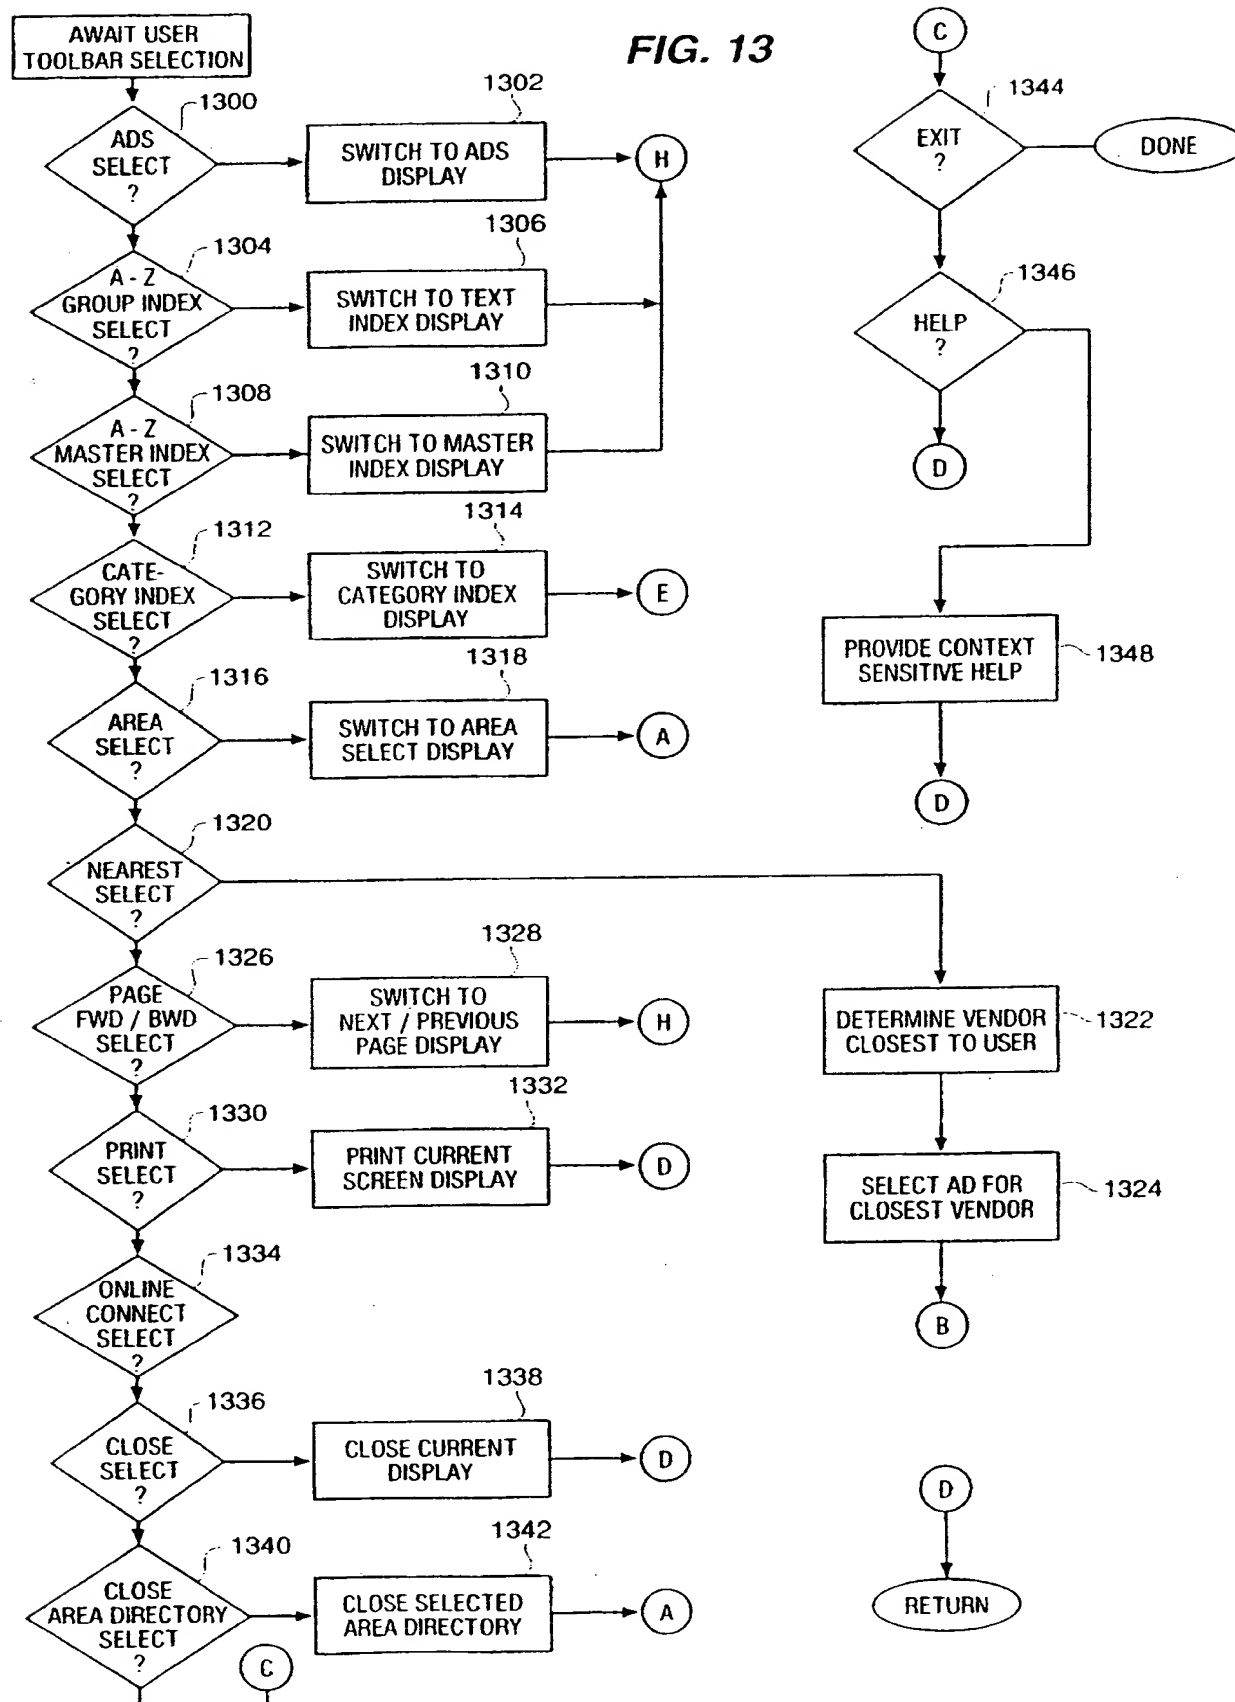 AWAIT USER
TOOLBAR SELECTION
FIG. 13
1300
ADS
SELECT
?
1302
SWITCH TO ADS
DISPLAY
H
1304
A - Z
GROUP INDEX
SELECT
?
1306
SWITCH TO TEXT
INDEX DISPLAY
1308
A - Z
MASTER INDEX
SELECT
?
1310
SWITCH TO MASTER
INDEX DISPLAY
1312
CATE-
GORY INDEX
SELECT
?
1314
SWITCH TO
CATEGORY INDEX
DISPLAY
E
1316
AREA
SELECT
?
1318
SWITCH TO AREA
SELECT DISPLAY
A
1320
NEAREST
SELECT
?
1326
PAGE
FWD / BWD
SELECT
?
1328
SWITCH TO
NEXT / PREVIOUS
PAGE DISPLAY
H
1330
PRINT
SELECT
?
1332
PRINT CURRENT
SCREEN DISPLAY
D
1334
ONLINE
CONNECT
SELECT
?
1336
CLOSE
SELECT
?
1338
CLOSE CURRENT
DISPLAY
D
1340
CLOSE
AREA DIRECTORY
SELECT
?
1342
CLOSE SELECTED
AREA DIRECTORY
A
C
C
1344
EXIT
?
DONE
1346
HELP
?
D
PROVIDE CONTEXT
SENSITIVE HELP
1348
D
DETERMINE VENDOR
CLOSEST TO USER
1322
SELECT AD FOR
CLOSEST VENDOR
1324
B
D
RETURN